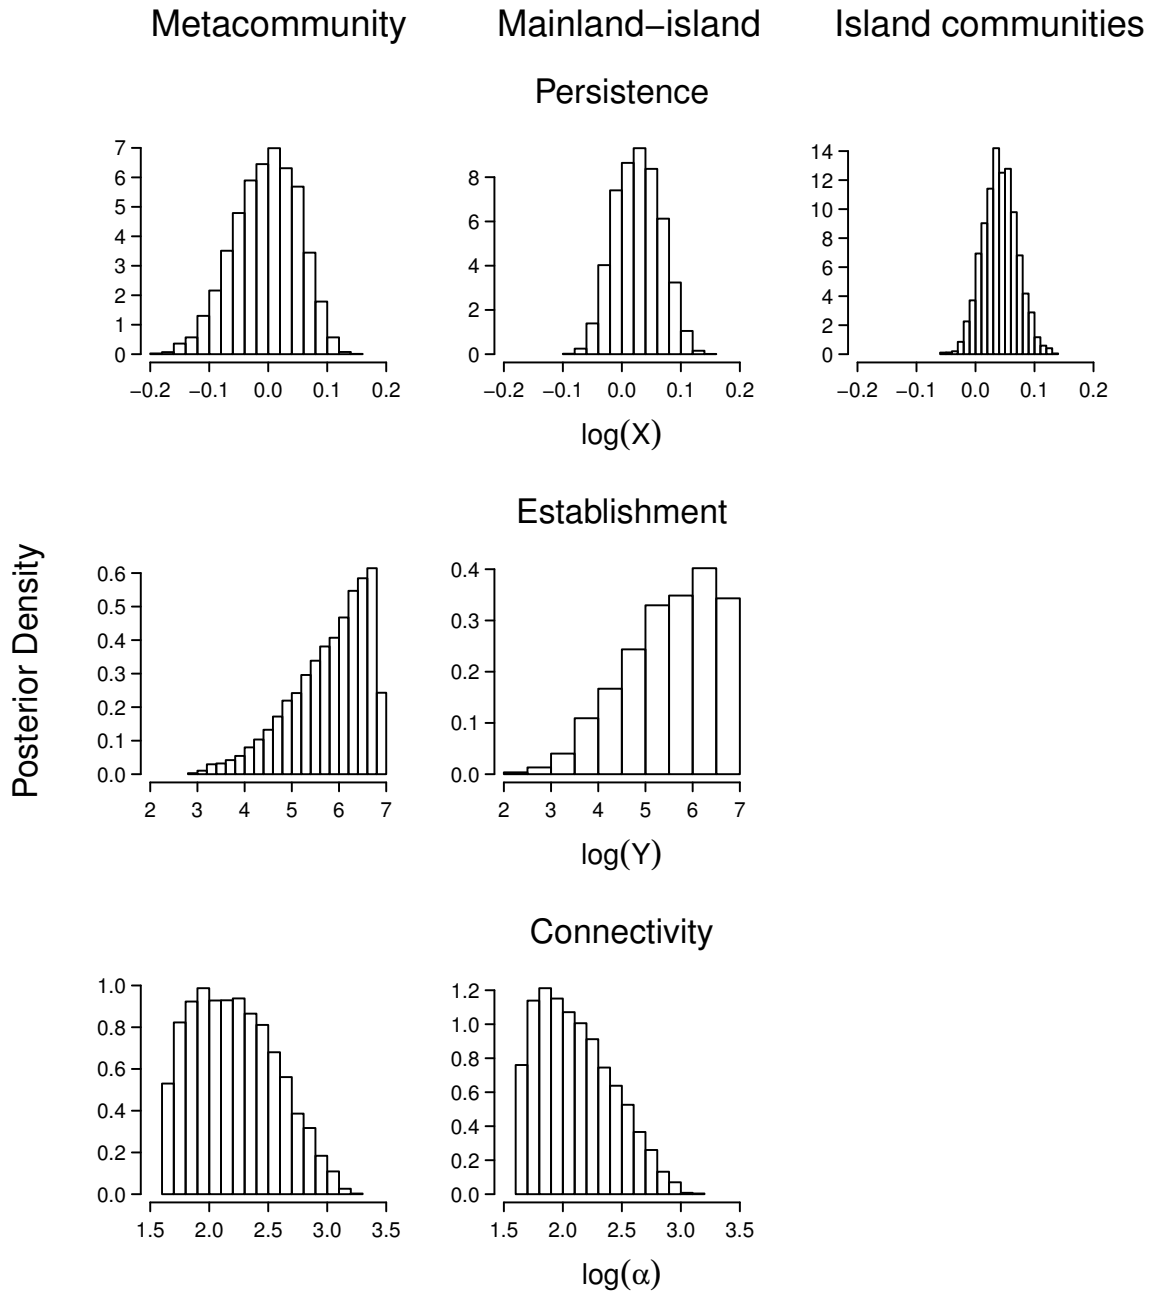 Metacommunity Mainland−island Island communities
Persistence
7 6 5 4 3 2 1 0
−0.2 −0.1 0.0 0.1 0.2
8 6 4 2 0
−0.2 −0.1 0.0 0.1 0.2
14 12 10 8 6 4 2 0
−0.2 −0.1 0.0 0.1 0.2
log(X)
Posterior Density
Establishment
0.6 0.5 0.4 0.3 0.2 0.1 0.0
2 3 4 5 6 7
0.4 0.3 0.2 0.1 0.0
2 3 4 5 6 7
log(Y)
Connectivity
1.0 0.8 0.6 0.4 0.2 0.0
1.5 2.0 2.5 3.0 3.5
1.2 1.0 0.8 0.6 0.4 0.2 0.0
1.5 2.0 2.5 3.0 3.5
log(α)